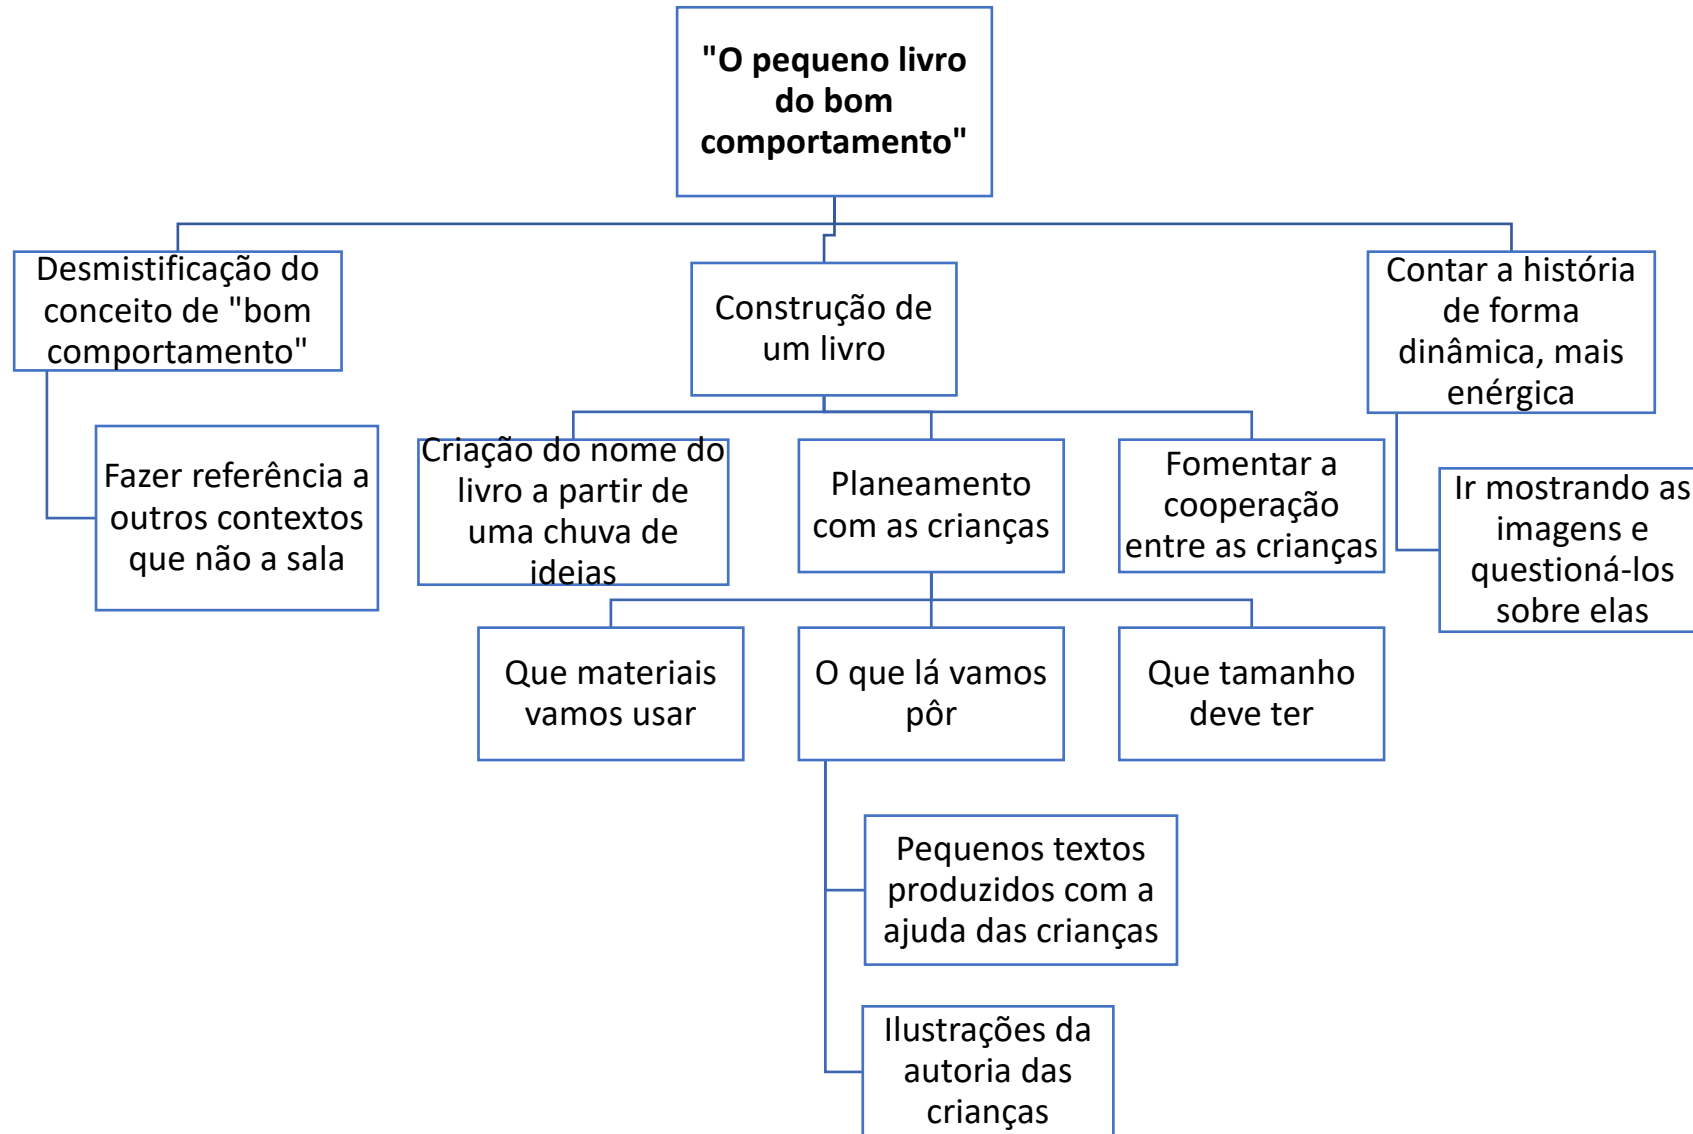 "O pequeno livro
do bom
comportamento"
Desmistificação do
conceito de "bom
comportamento"
Fazer referência a
outros contextos
que não a sala
Construção de
um livro
Criação do nome do
livro a partir de
uma chuva de
ideias
Planeamento
com as crianças
Fomentar a
cooperação
entre as crianças
Que materiais
vamos usar
O que lá vamos
pôr
Que tamanho
deve ter
Pequenos textos
produzidos com a
ajuda das crianças
Ilustrações da
autoria das
crianças
Contar a história
de forma
dinâmica, mais
enérgica
Ir mostrando as
imagens e
questioná-los
sobre elas